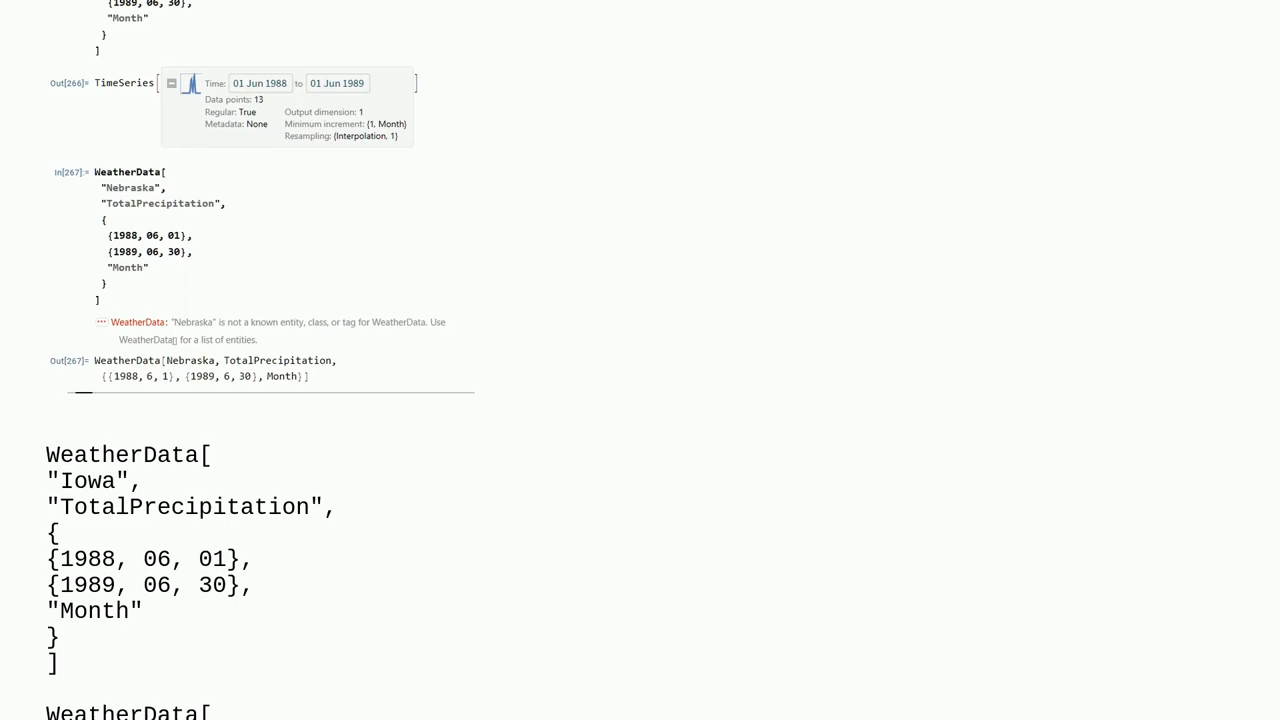 {1989, 06, 30},
"Month"
}
]
Out[266]= TimeSeries[ Time: 01 Jun 1988 to 01 Jun 1989 ]
Data points: 13
Regular: True Output dimension: 1
Metadata: None Minimum increment: {1, Month}
Resampling: {Interpolation, 1}
In[267]:= WeatherData[
"Nebraska",
"TotalPrecipitation",
{
{1988, 06, 01},
{1989, 06, 30},
"Month"
}
]
··· WeatherData: "Nebraska" is not a known entity, class, or tag for WeatherData. Use
WeatherData[] for a list of entities.
Out[267]= WeatherData[Nebraska, TotalPrecipitation,
{{1988, 6, 1}, {1989, 6, 30}, Month}]
WeatherData[
"Iowa",
"TotalPrecipitation",
{
{1988, 06, 01},
{1989, 06, 30},
"Month"
}
]
WeatherData[